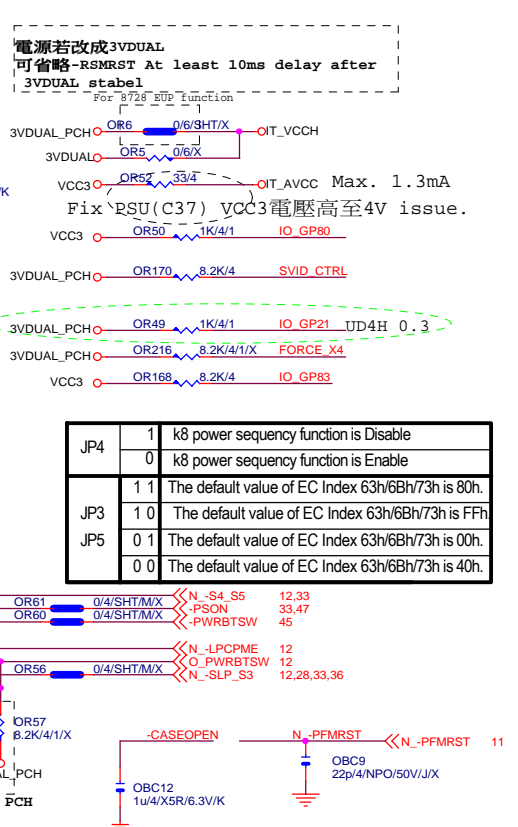 電源若改成3VDUAL
可省略-RSMRST At least 10ms delay after
3VDUAL stabel
For 8728 EUP function
3VDUAL_PCH OR6 0/6/SHT/X IT_VCCH
3VDUAL OR5 0/6/X
/K
VCC3 OR52 33/4 IT_AVCC Max. 1.3mA
Fix PSU(C37) VCC3電壓高至4V issue.
VCC3 OR50 1K/4/1 IO_GP80
3VDUAL_PCH OR170 8.2K/4 SVID_CTRL
3VDUAL_PCH OR49 1K/4/1 IO_GP21 UD4H 0.3
3VDUAL_PCH OR216 8.2K/4/1/X FORCE_X4
VCC3 OR168 8.2K/4 IO_GP83
JP4 1 k8 power sequency function is Disable
0 k8 power sequency function is Enable
JP3 JP5 1 1 The default value of EC Index 63h/6Bh/73h is 80h.
1 0 The default value of EC Index 63h/6Bh/73h is FFh.
0 1 The default value of EC Index 63h/6Bh/73h is 00h.
0 0 The default value of EC Index 63h/6Bh/73h is 40h.
N_-S4_S5 12,33
OR61 0/4/SHT/M/X -PSON 33,47
OR60 0/4/SHT/M/X -PWRBTSW 45
N_-LPCPME 12
O_PWRBTSW 12
OR56 0/4/SHT/M/X N_-SLP_S3 12,28,33,36
OR57
8.2K/4/1/X
-CASEOPEN N_-PFMRST N_-PFMRST 11
OBC9
22p/4/NPO/50V/J/X
AL_PCH
PCH
OBC12
1u/4/X5R/6.3V/K